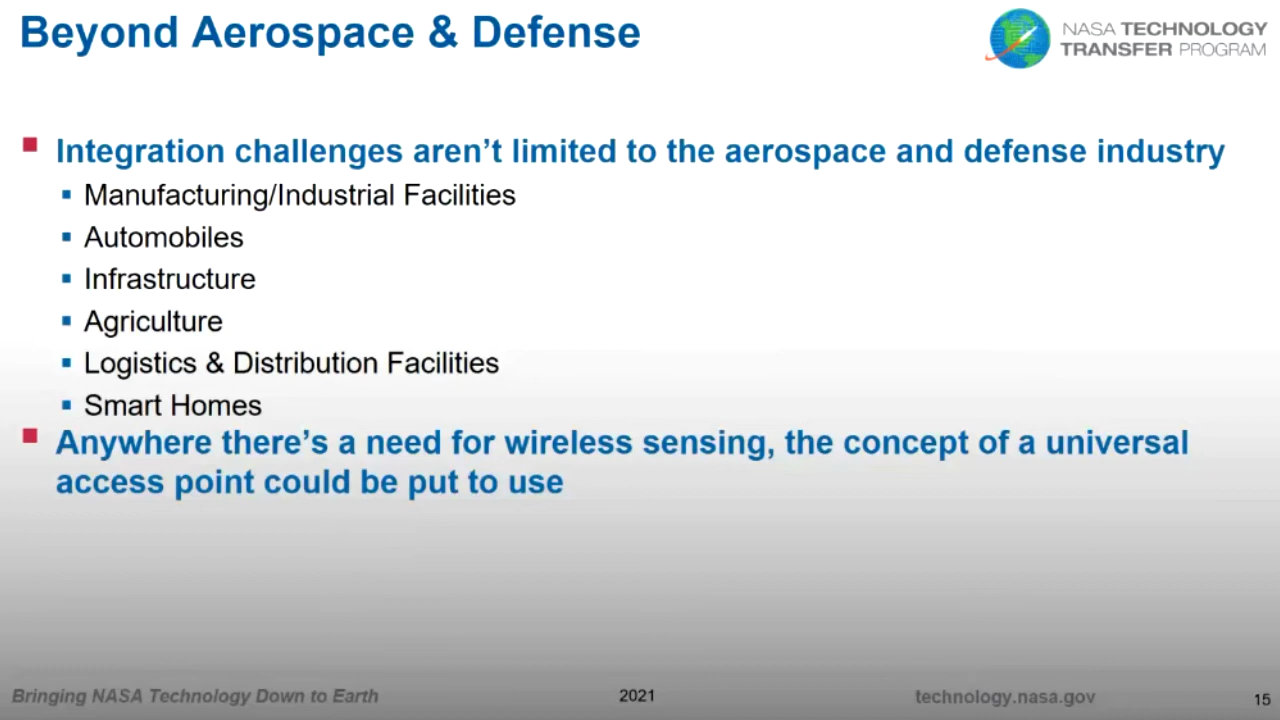 Beyond Aerospace & Defense
NASA TECHNOLOGY
TRANSFER PROGRAM
Integration challenges aren’t limited to the aerospace and defense industry
Manufacturing/Industrial Facilities
Automobiles
Infrastructure
Agriculture
Logistics & Distribution Facilities
Smart Homes
Anywhere there’s a need for wireless sensing, the concept of a universal
access point could be put to use
Bringing NASA Technology Down to Earth
2021
technology.nasa.gov
15